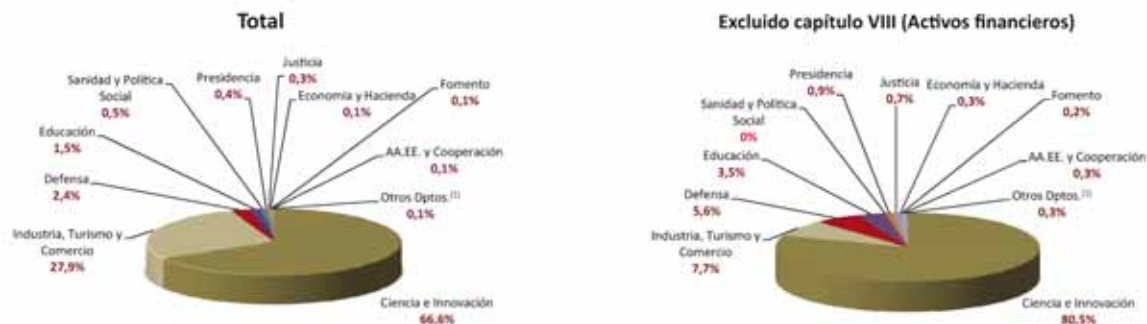 Total
Justicia
0,3%
Presidencia
0,4%
Sanidad y Política
Social
0,5%
Economía y Hacienda
0,1%
Fomento
0,1%
Educación
1,5%
AA.EE. y Cooperación
0,1%
Defensa
2,4%
Otros Dptos. (1)
0,1%
Industria, Turismo y
Comercio
27,9%
Ciencia e Innovación
66,6%
Excluido capítulo VIII (Activos financieros)
Presidencia
0,9%
Justicia
0,7%
Economía y Hacienda
0,3%
Sanidad y Política
Social
0%
Fomento
0,2%
Educación
3,5%
AA.EE. y Cooperación
0,3%
Defensa
5,6%
Otros Dptos.
0,3%
Industria, Turismo y
Comercio
7,7%
Ciencia e Innovación
80,5%